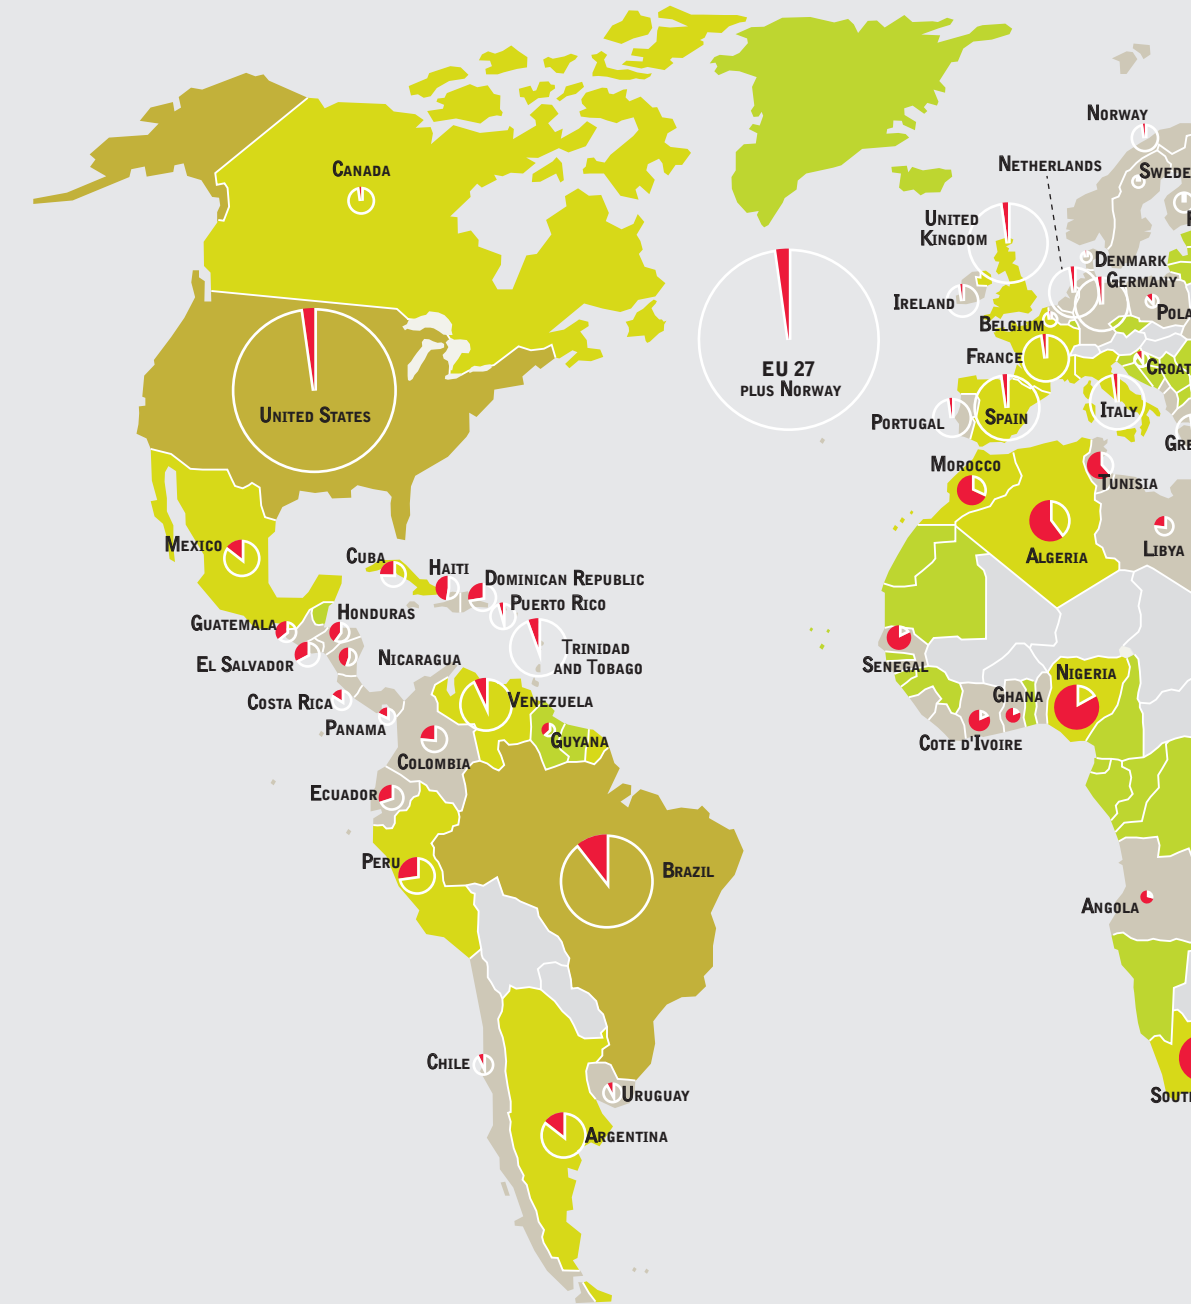 Norway
Netherlands
Canada
Swede
United
Kingdom
Denmark
Germany
Ireland
Pola
Belgium
France
EU 27
plus Norway
Croat
United States
Italy
Spain
Portugal
Gre
Morocco
Tunisia
Mexico
Libya
Cuba
Algeria
Haiti
Dominican Republic
Puerto Rico
Honduras
Guatemala
Trinidad
and Tobago
Nicaragua
El Salvador
Senegal
Nigeria
Ghana
Costa Rica
Venezuela
Panama
Guyana
Cote d'Ivoire
Colombia
Ecuador
Peru
Brazil
Angola
Chile
Uruguay
South
Argentina